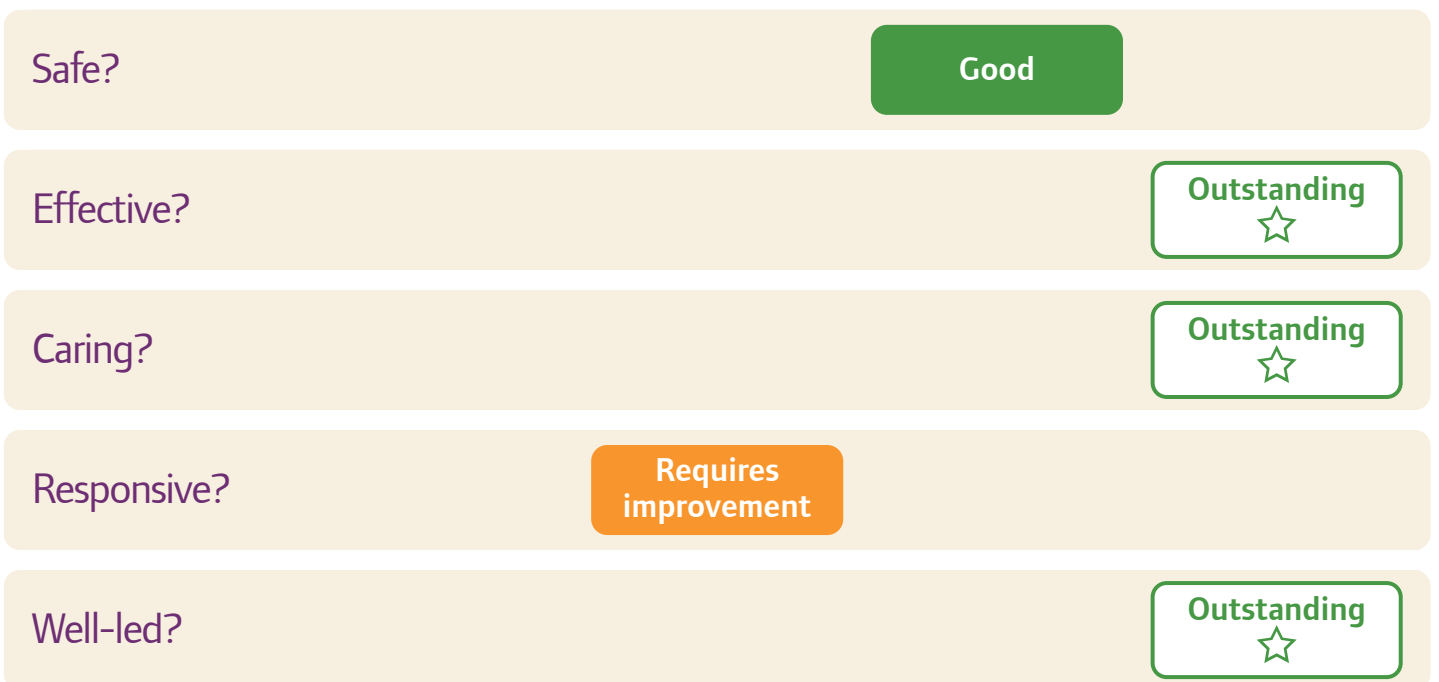 Safe?
Good
Effective?
Outstanding
Caring?
Outstanding
Responsive?
Requires
improvement
Well-led?
Outstanding